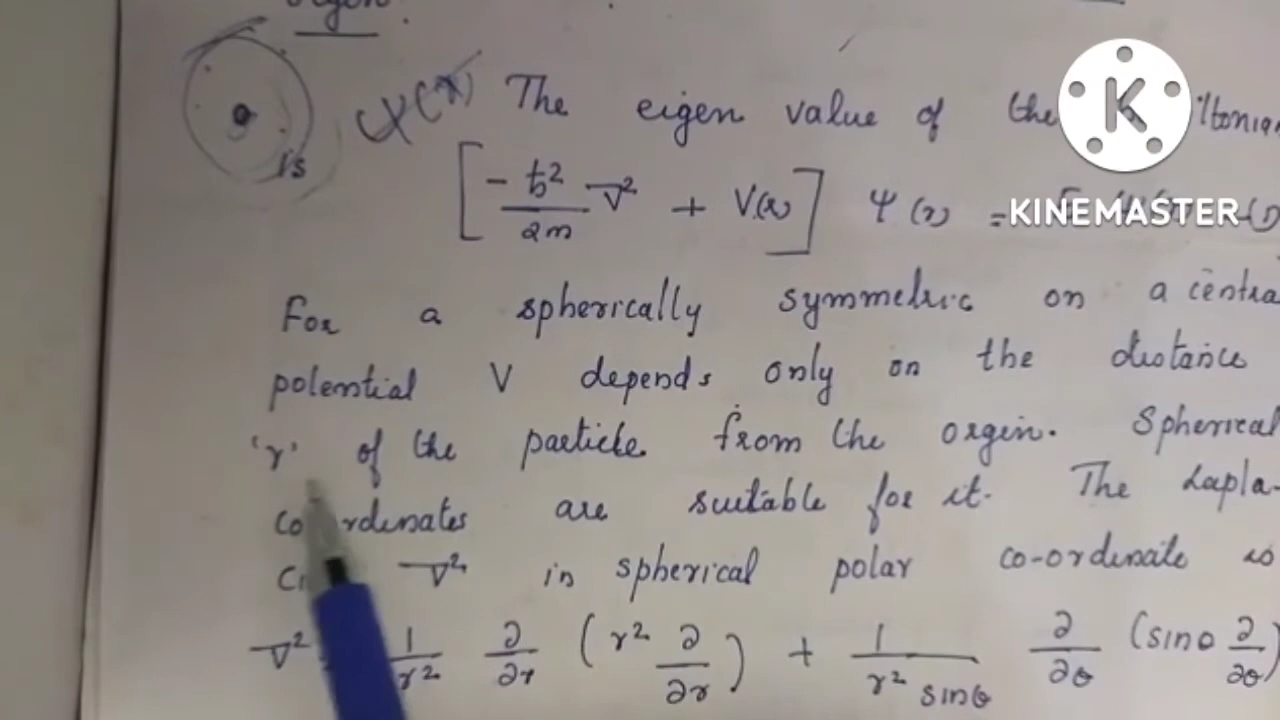 The eigen value of the
is
[-ħ²/2m ∇² + V(r)] Ψ(r) =
KINEMASTER
For a spherically symmetric on a centra
potential V depends only on the distance
'r' of the particle from the orgin. Spherical
co-ordinates are suitable for it. The Lapla-
∇² in spherical polar co-ordinate is
∇² 1/r² ∂/∂r (r² ∂/∂r) + 1/r² sinθ ∂/∂θ (sinθ ∂/∂θ)